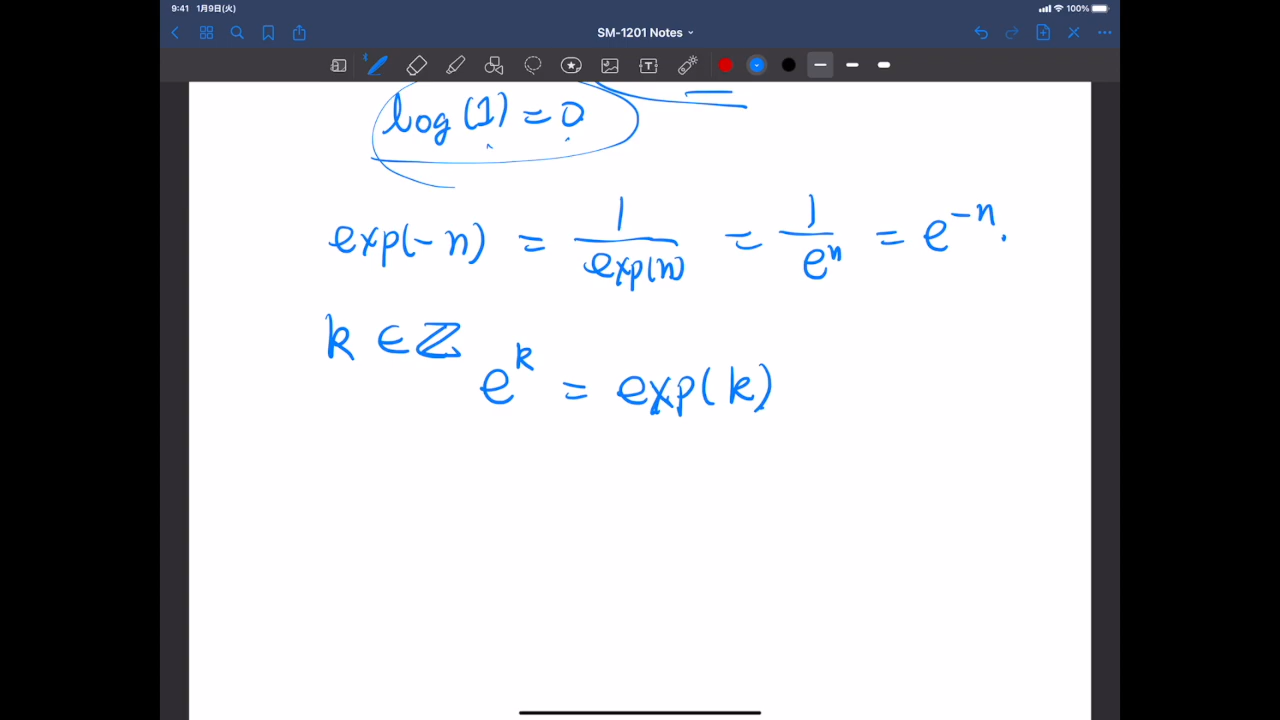 9:41 1月9日(火) 100%
SM-1201 Notes
log(1) = 0
exp(-n) = 1/exp(n) = 1/e^n = e^-n.
k ∈ ℤ
e^k = exp(k)